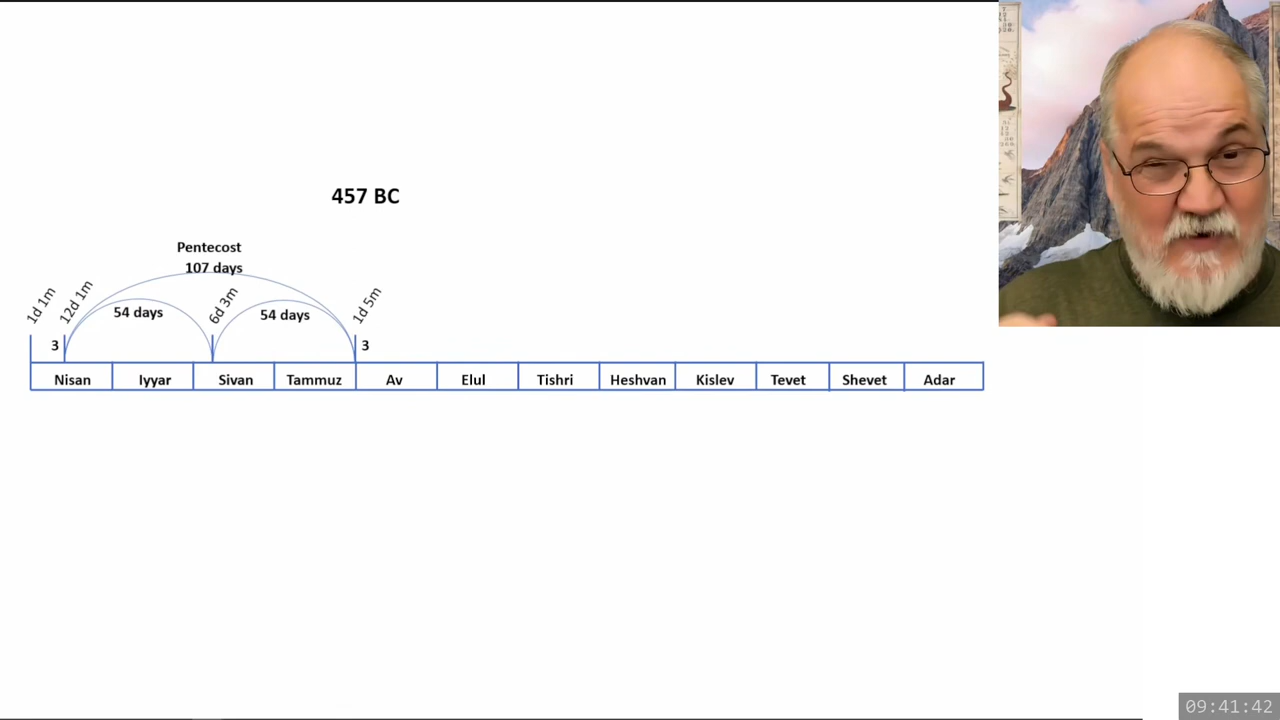 457 BC
Pentecost
107 days
1d 1m
12d 1m
54 days
6d 3m
54 days
1d 5m
3
3
Nisan Iyyar Sivan Tammuz Av Elul Tishri Heshvan Kislev Tevet Shevet Adar
09:41:42